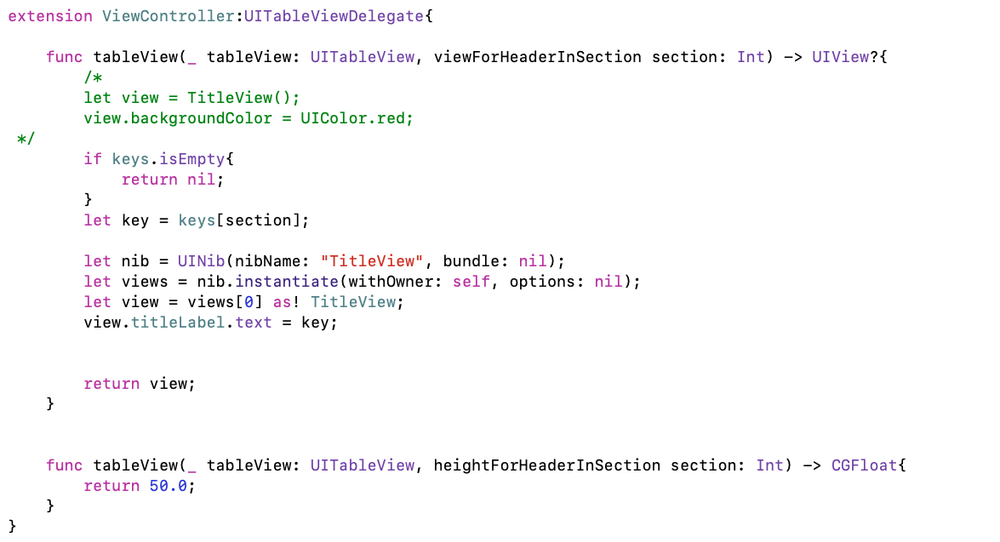 extension ViewController:UITableViewDelegate{
func tableView(_ tableView: UITableView, viewForHeaderInSection section: Int) -> UIView?{
/*
let view = TitleView();
view.backgroundColor = UIColor.red;
*/
if keys.isEmpty{
return nil;
}
let key = keys[section];
let nib = UINib(nibName: "TitleView", bundle: nil);
let views = nib.instantiate(withOwner: self, options: nil);
let view = views[0] as! TitleView;
view.titleLabel.text = key;
return view;
}
func tableView(_ tableView: UITableView, heightForHeaderInSection section: Int) -> CGFloat{
return 50.0;
}
}